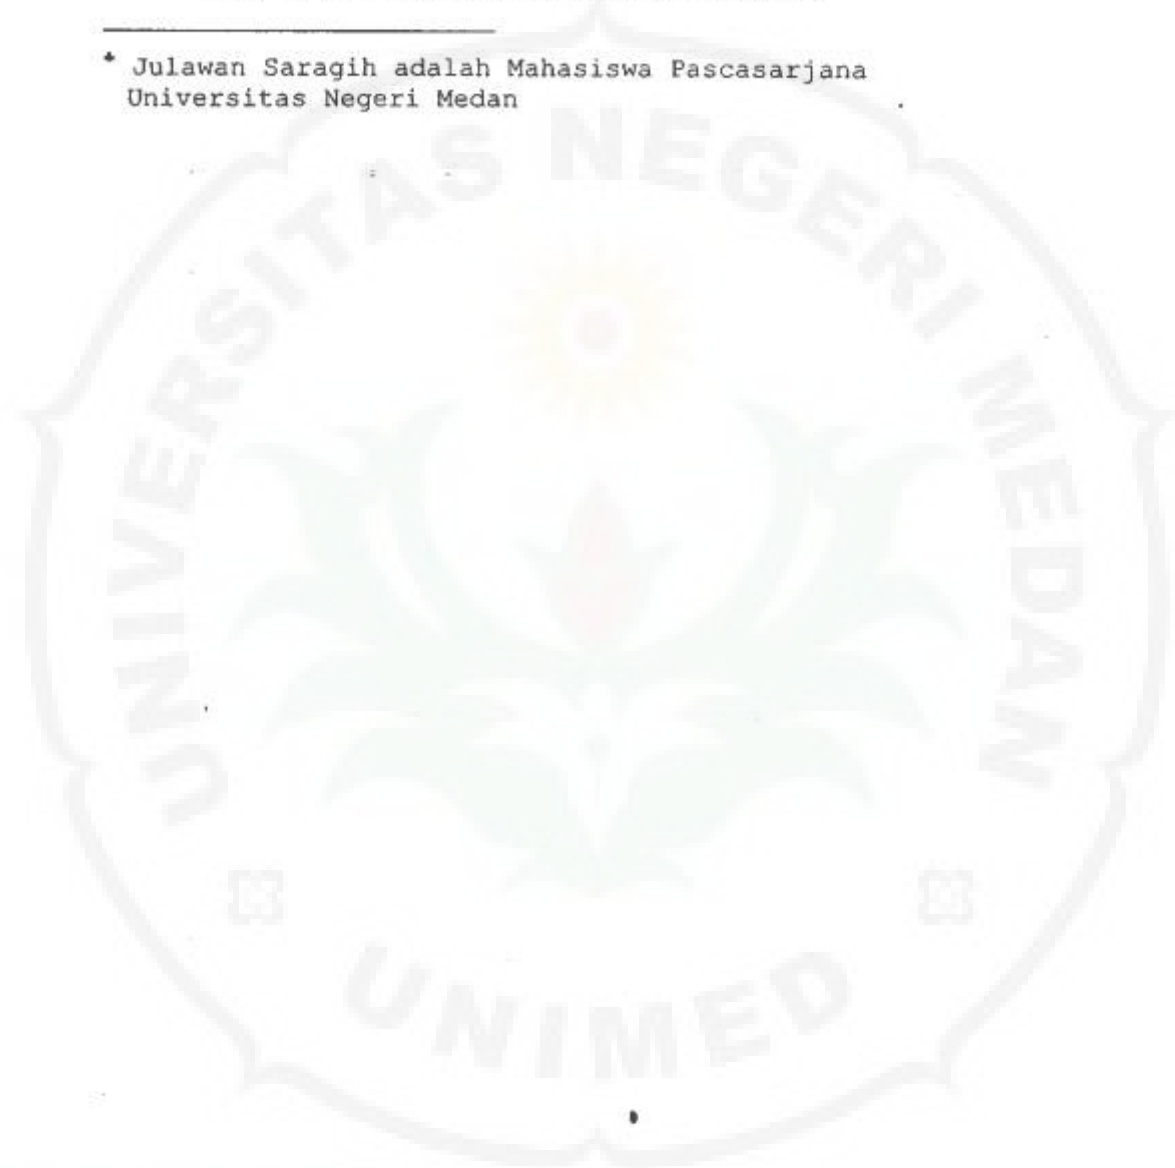 * Julawan Saragih adalah Mahasiswa Pascasarjana
Universitas Negeri Medan
UNIVERSITAS NEGERI MEDAN
UNIMED